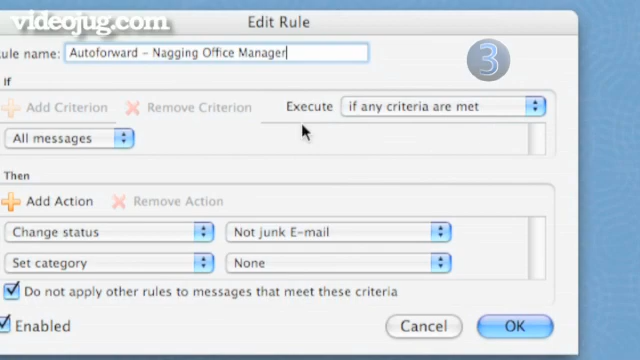 videojug.com
Edit Rule
Rule name: Autoforward – Nagging Office Manager
3
If
Add Criterion Remove Criterion Execute if any criteria are met
All messages
Then
Add Action Remove Action
Change status Not junk E-mail
Set category None
Do not apply other rules to messages that meet these criteria
Enabled Cancel OK